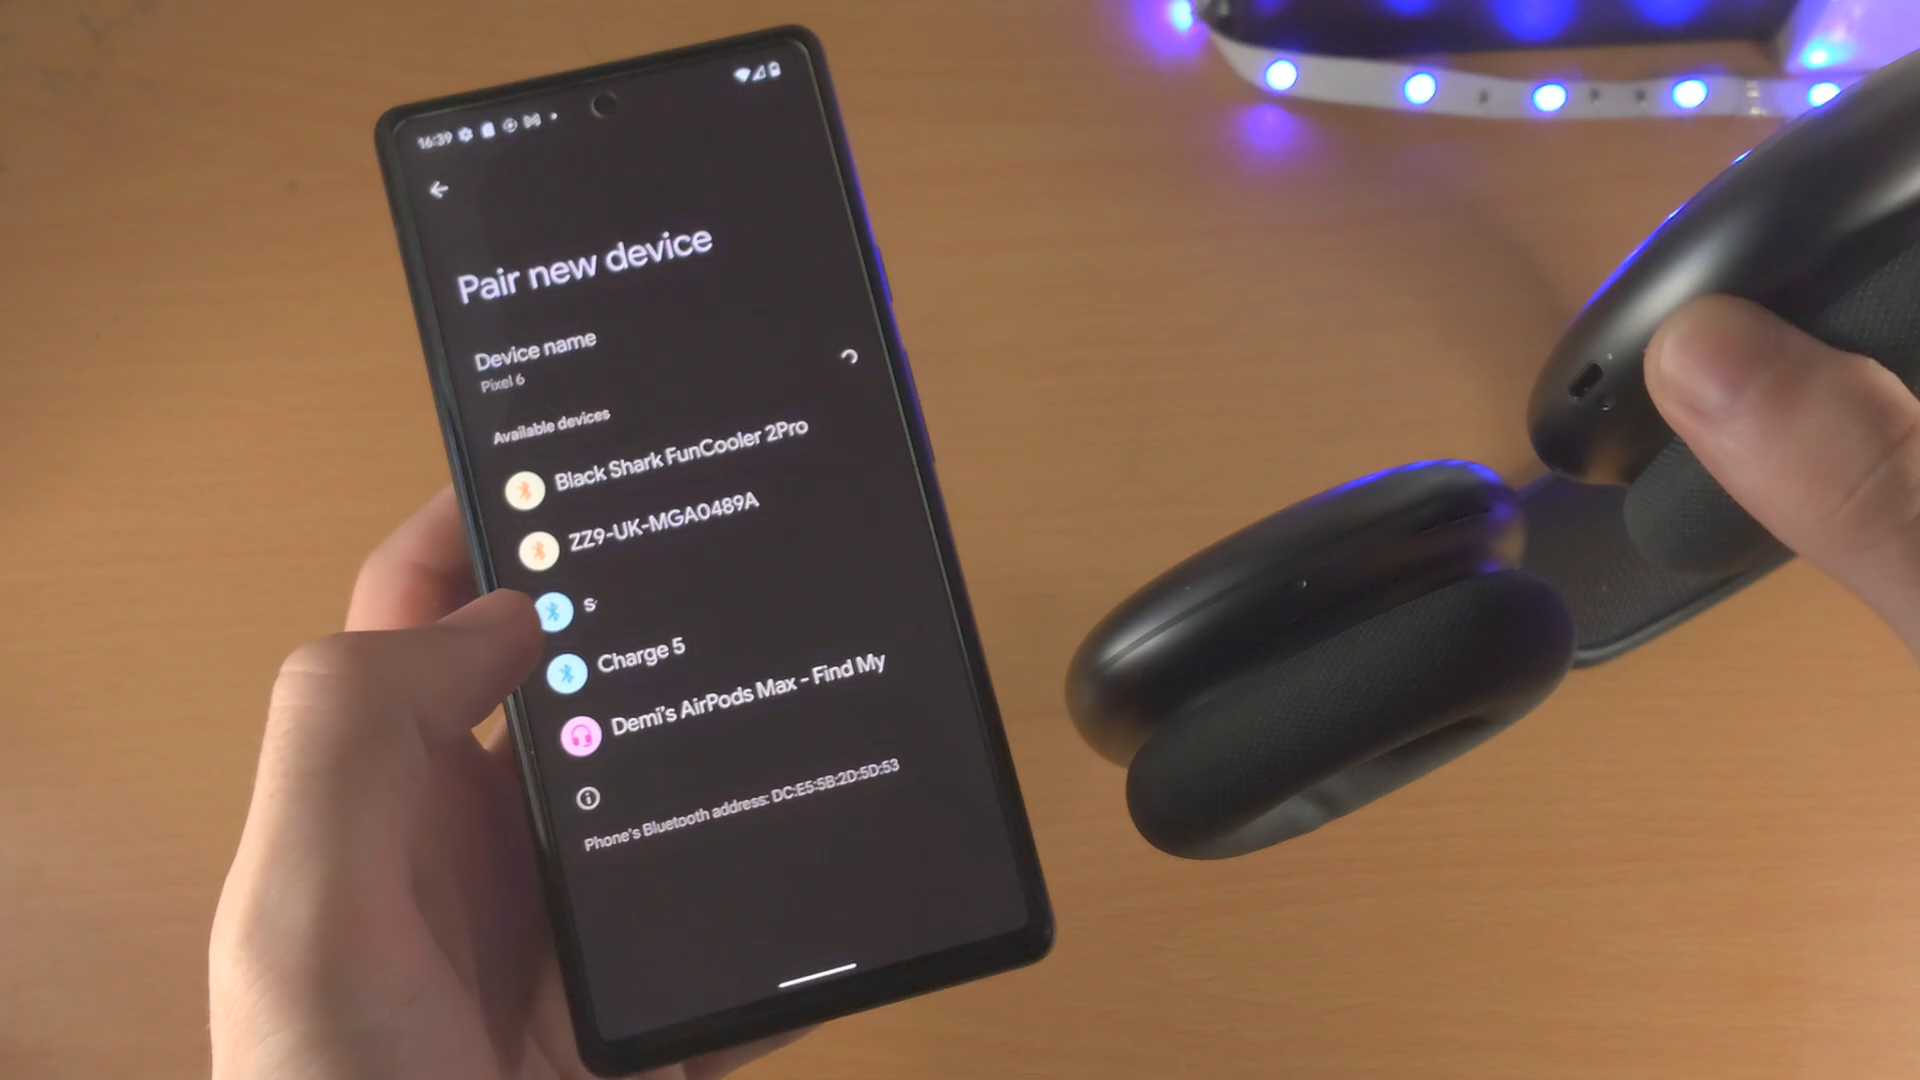 16:39
Pair new device
Device name
Pixel 6
Available devices
Black Shark FunCooler 2Pro
ZZ9-UK-MGA0489A
S
Charge 5
Demi's AirPods Max - Find My
Phone's Bluetooth address: DC:E5:5B:2D:5D:53